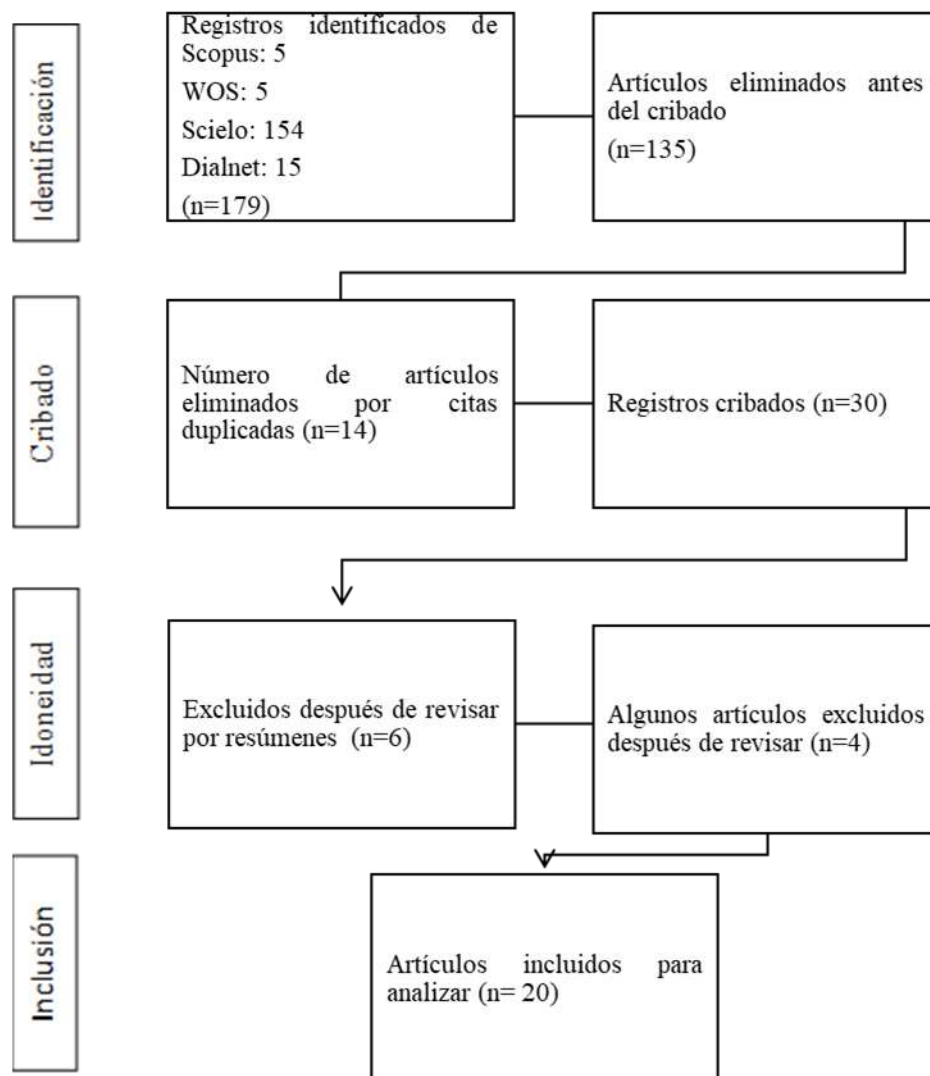 Identificación
Registros identificados de
Scopus: 5
WOS: 5
Scielo: 154
Dialnet: 15
(n=179)
Artículos eliminados antes
del cribado
(n=135)
Cribado
Número de artículos
eliminados por citas
duplicadas (n=14)
Registros cribados (n=30)
Idoneidad
Excluidos después de revisar
por resúmenes (n=6)
Algunos artículos excluidos
después de revisar (n=4)
Inclusión
Artículos incluidos para
analizar (n= 20)